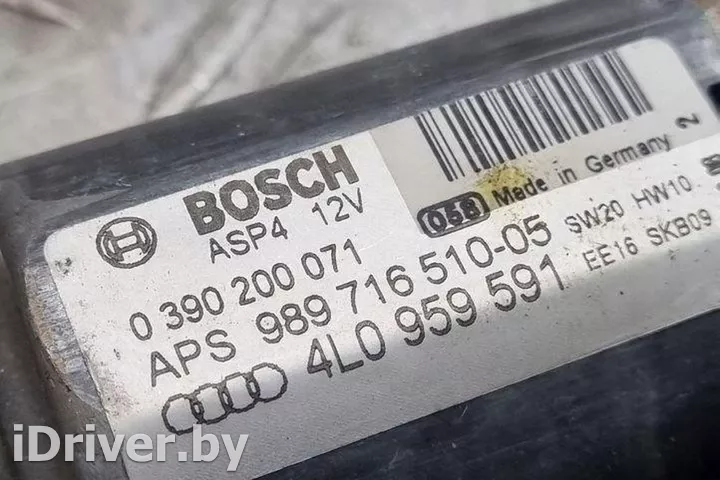 BOSCH
ASP4 12V
0 390 200 071
058 Made in Germany 2
APS 989 716 510-05 SW20 HW10
4L0 959 591 EE16 SKB09
iDriver.by